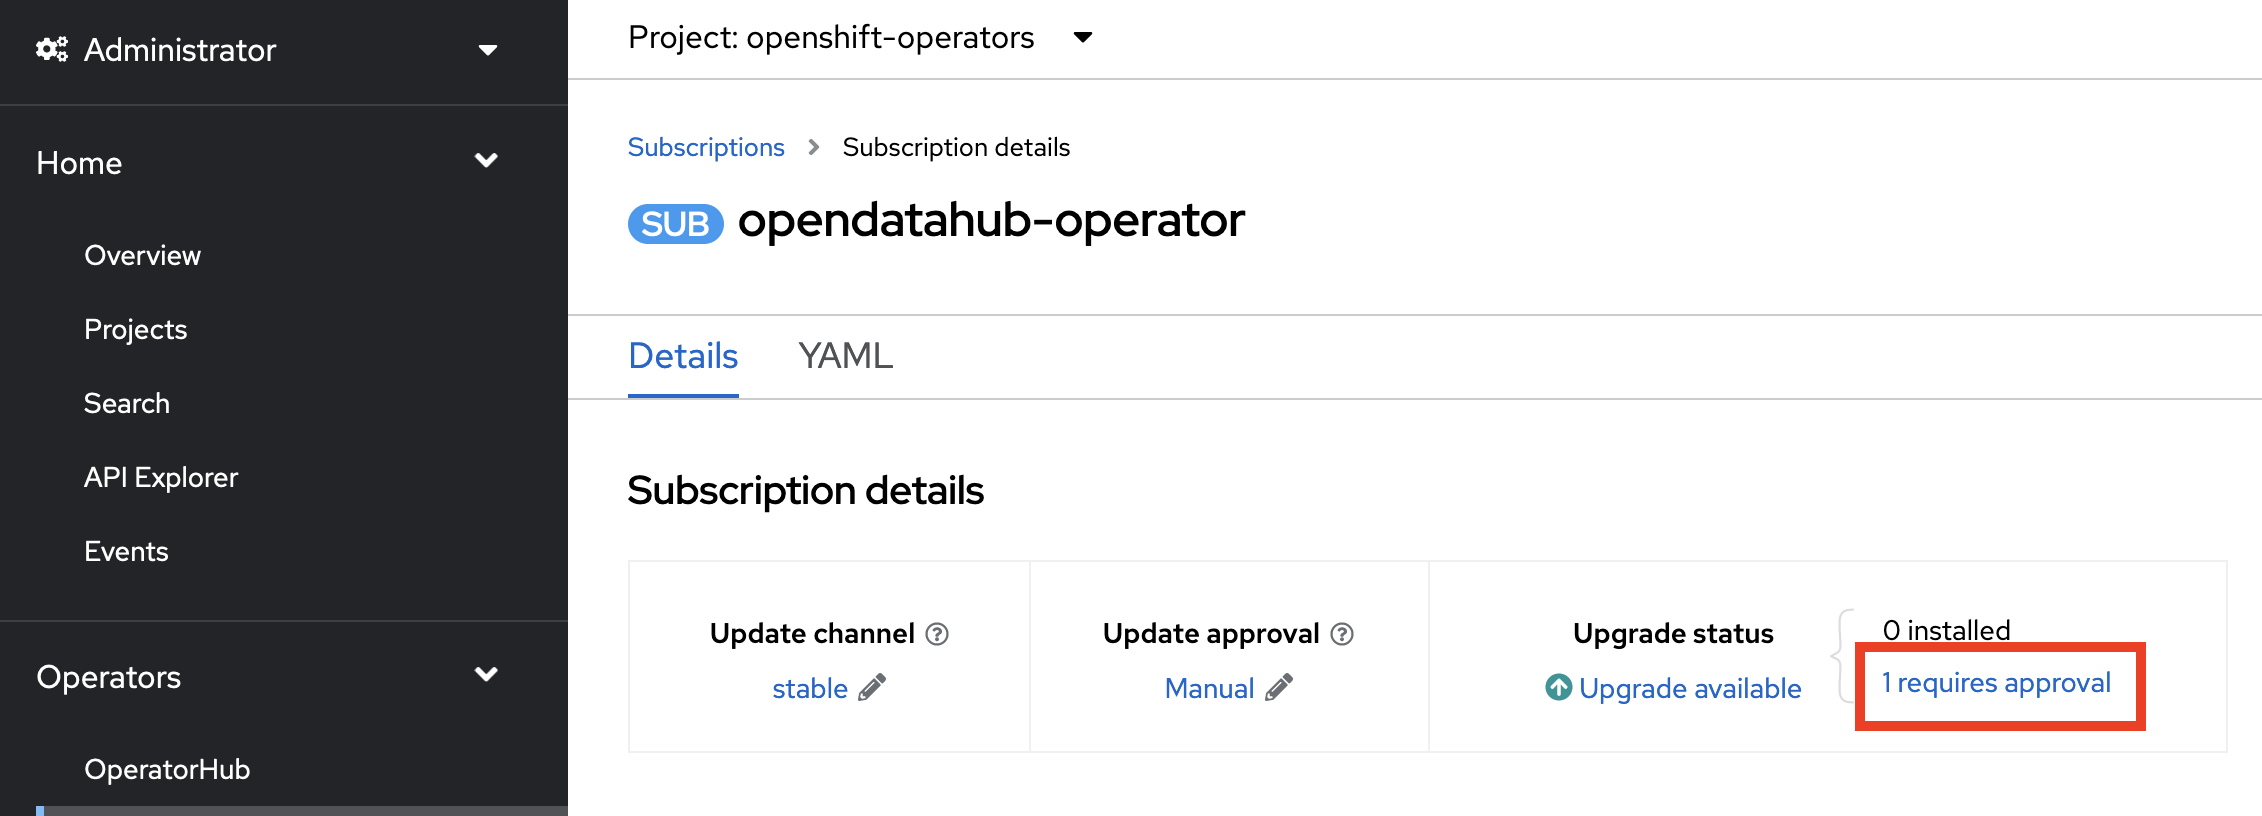 Administrator
Home
Overview
Projects
Search
API Explorer
Events
Operators
OperatorHub
Project: openshift-operators
Subscriptions > Subscription details
SUB opendatahub-operator
Details YAML
Subscription details
Update channel
stable
Update approval
Manual
Upgrade status
Upgrade available
0 installed
1 requires approval